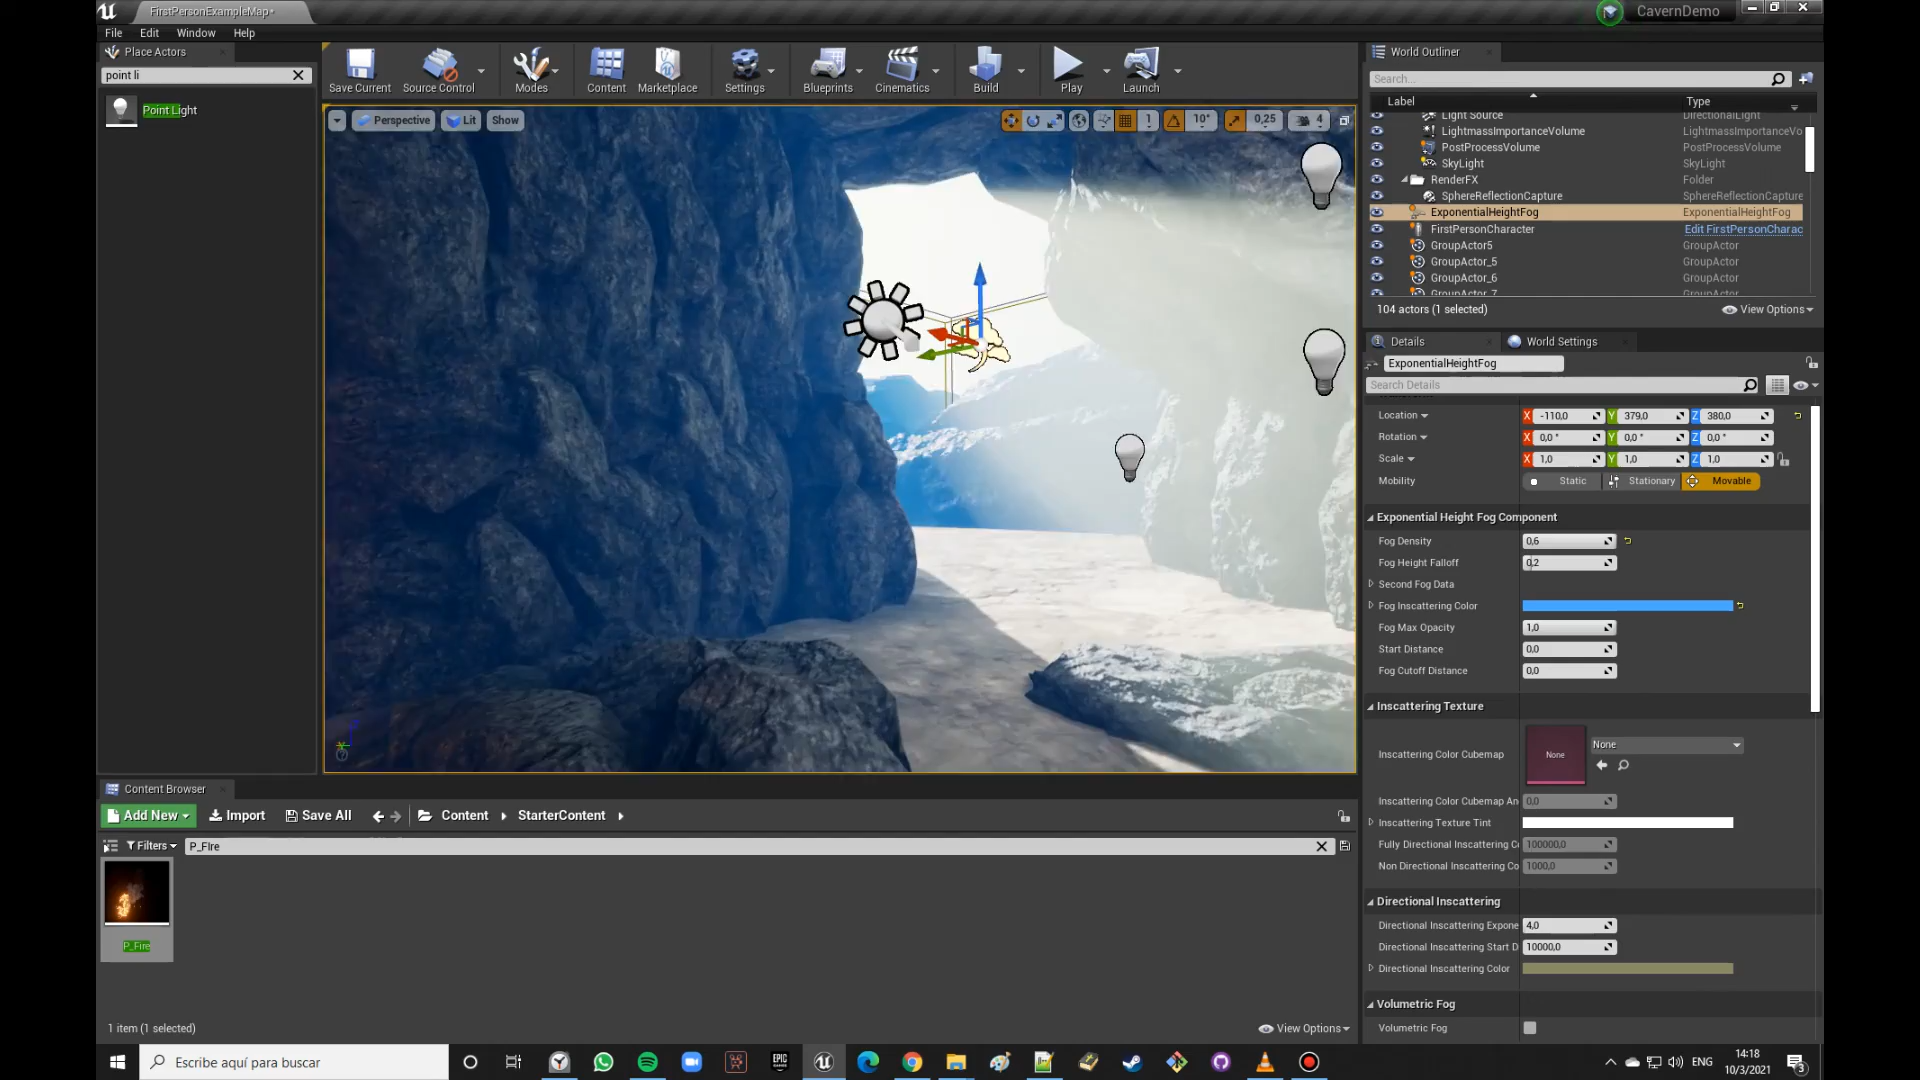 FirstPersonExampleMap*
CavernDemo
File Edit Window Help
Place Actors
point li
Point Light
Save Current
Source Control
Modes
Content
Marketplace
Settings
Blueprints
Cinematics
Build
Play
Launch
Perspective
Lit
Show
1
10°
0,25
4
World Outliner
Search...
Label Type
Light Source DirectionalLight
LightmassImportanceVolume LightmassImportanceVo
PostProcessVolume PostProcessVolume
SkyLight SkyLight
RenderFX Folder
SphereReflectionCapture SphereReflectionCapture
ExponentialHeightFog ExponentialHeightFog
FirstPersonCharacter Edit FirstPersonCharac
GroupActor5 GroupActor
GroupActor_5 GroupActor
GroupActor_6 GroupActor
GroupActor_7 GroupActor
104 actors (1 selected)
View Options
Details
World Settings
ExponentialHeightFog
Search Details
Location X -110,0 Y 379,0 Z 380,0
Rotation X 0,0 ° Y 0,0 ° Z 0,0 °
Scale X 1,0 Y 1,0 Z 1,0
Mobility Static Stationary Movable
Exponential Height Fog Component
Fog Density 0,6
Fog Height Falloff 0,2
Second Fog Data
Fog Inscattering Color
Fog Max Opacity 1,0
Start Distance 0,0
Fog Cutoff Distance 0,0
Inscattering Texture
Inscattering Color Cubemap None None
Inscattering Color Cubemap An 0,0
Inscattering Texture Tint
Fully Directional Inscattering C 100000,0
Non Directional Inscattering Co 1000,0
Directional Inscattering
Directional Inscattering Expone 4,0
Directional Inscattering Start D 10000,0
Directional Inscattering Color
Volumetric Fog
Volumetric Fog
Content Browser
Add New
Import
Save All
Content
StarterContent
Filters
P_FIre
P_Fire
1 item (1 selected)
View Options
Escribe aquí para buscar
EPIC
GAMES
ENG
14:18
10/3/2021
3